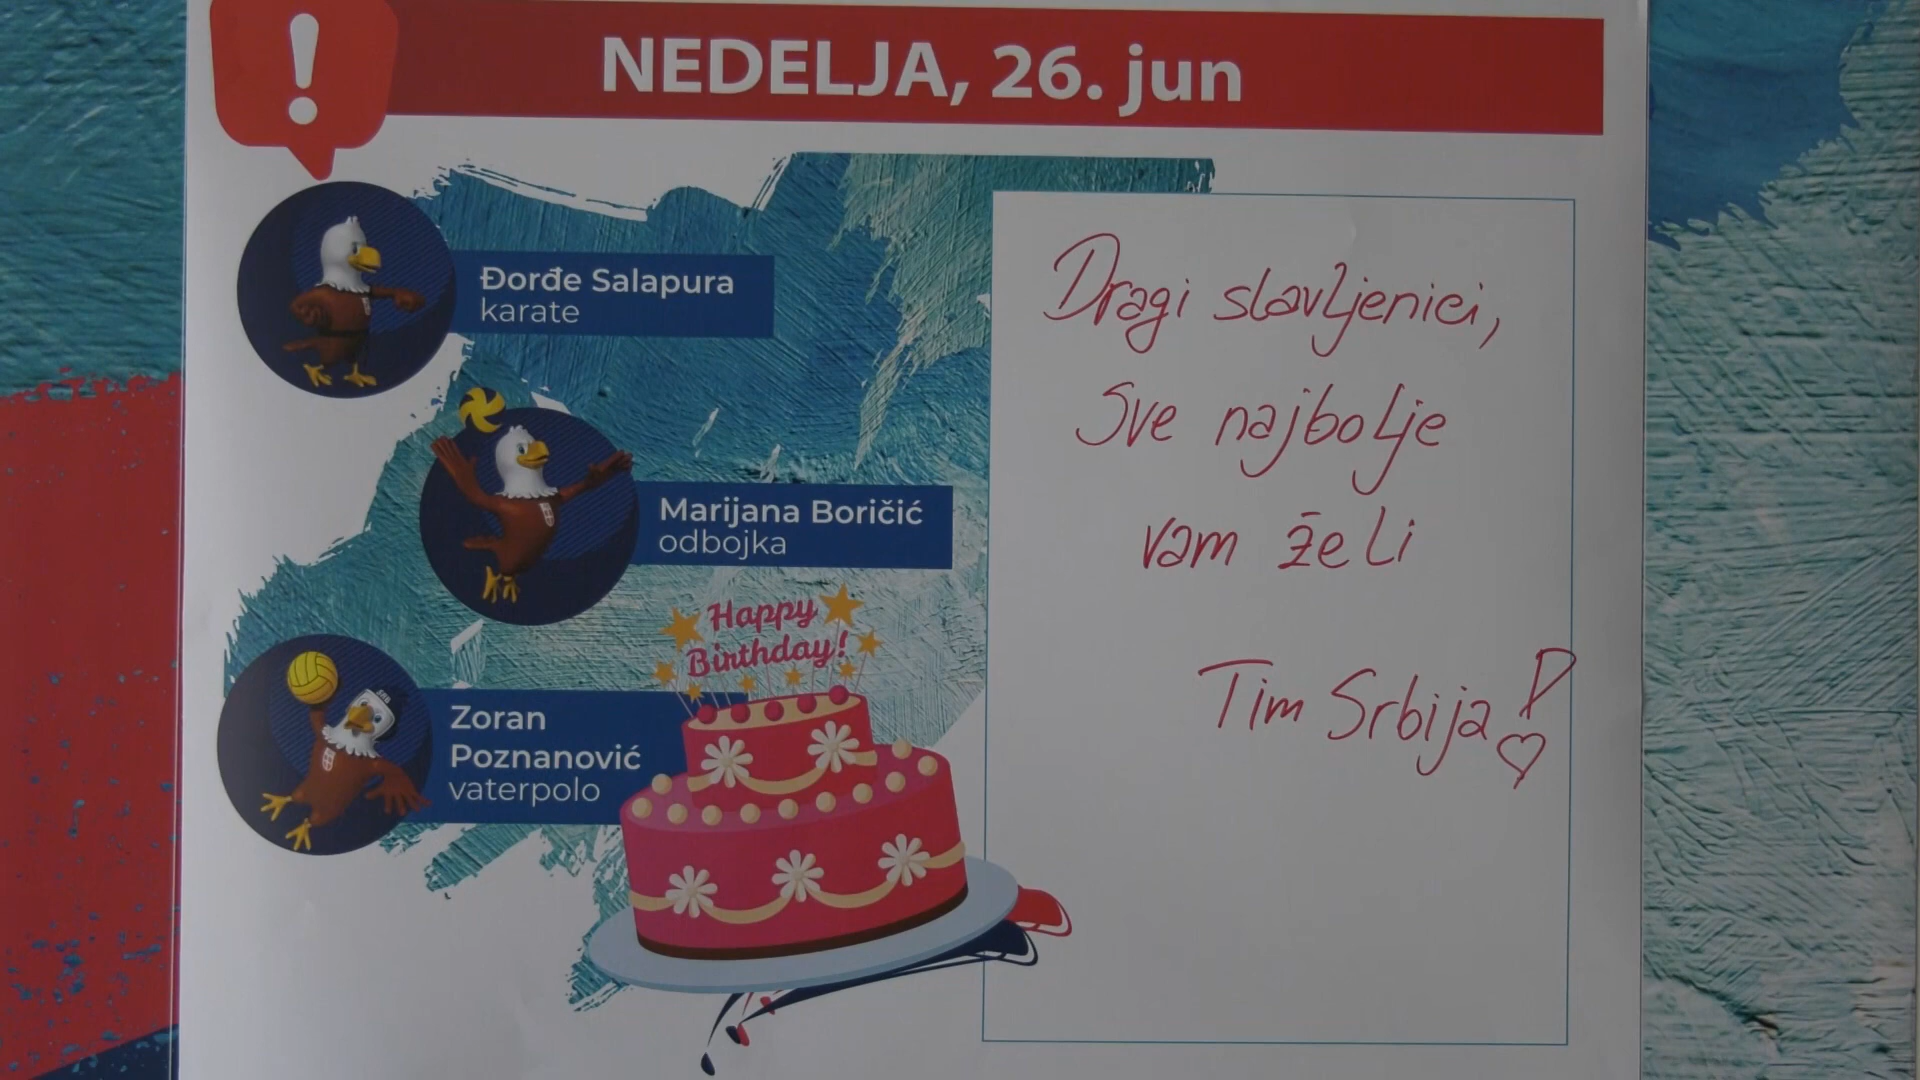 !
NEDELJA, 26. jun
Đorđe Salapura
karate
Marijana Boričić
odbojka
Happy
Birthday!
Zoran
Poznanović
vaterpolo
Dragi slavljenici,
Sve najbolje
vam želi
Tim Srbija!